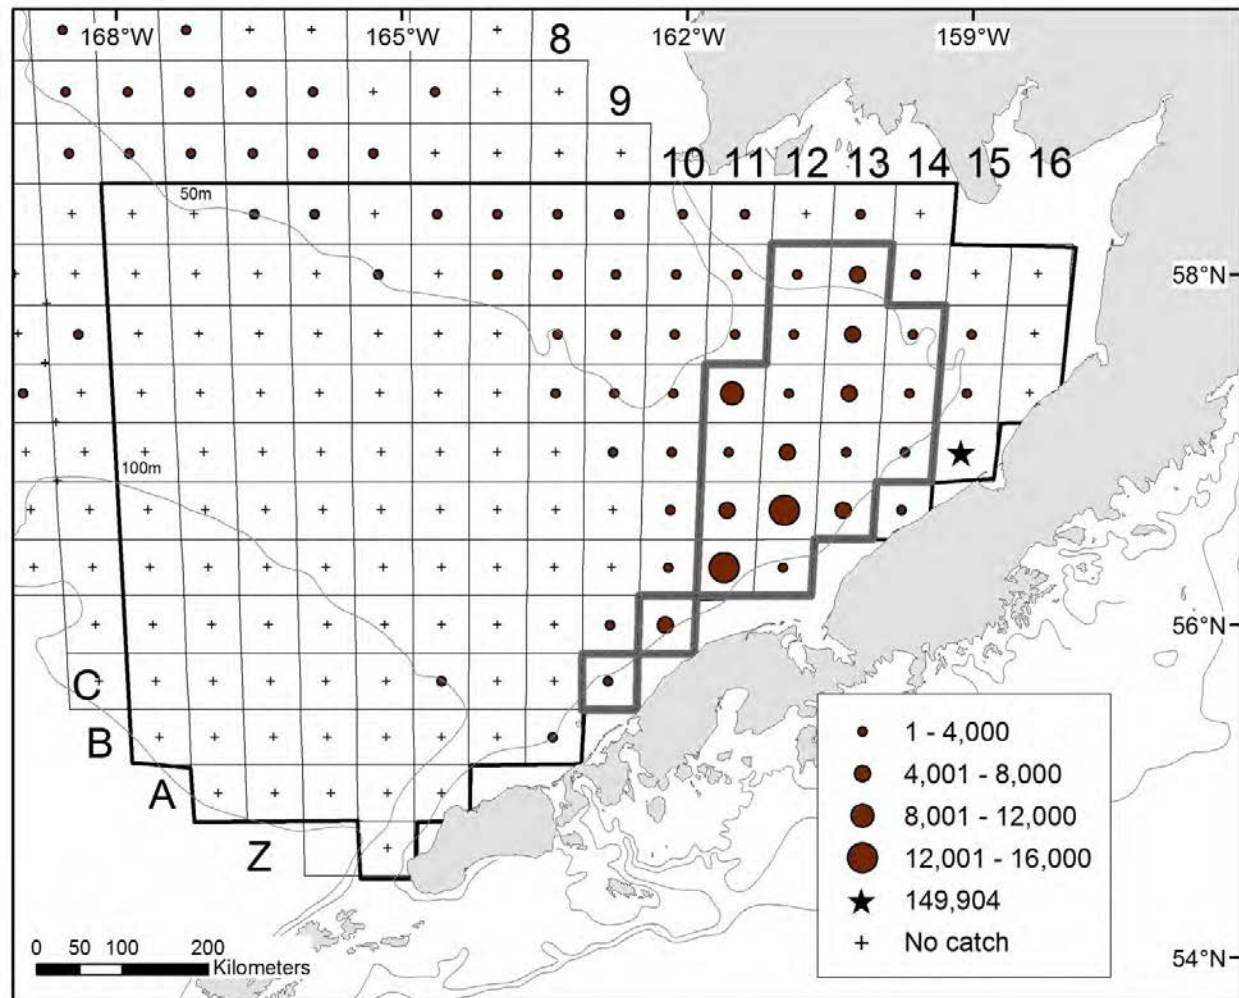 168°W 165°W 162°W 159°W
8
9
10 11 12 13 14 15 16
50m
58°N
100m
56°N
C
B
A
Z
1 - 4,000
4,001 - 8,000
8,001 - 12,000
12,001 - 16,000
149,904
No catch
0 50 100 200
Kilometers
54°N